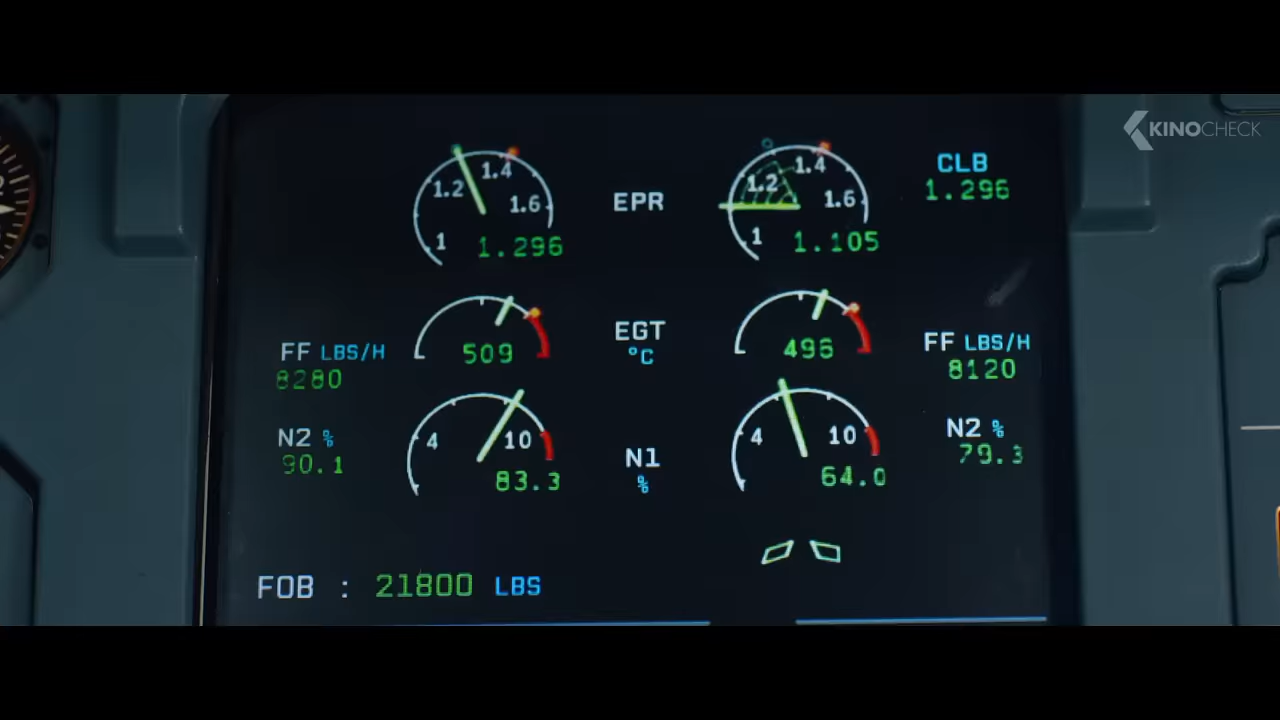 KINOCHECK
1.2 1.4 1.6 1 1.296
EPR
1.2 1.4 1.6 1 1.105
CLB
1.296
FF LBS/H
8280
509
EGT
°C
496
FF LBS/H
8120
N2 %
90.1
4 10
83.3
N1
%
4 10
64.0
N2 %
79.3
FOB : 21800 LBS